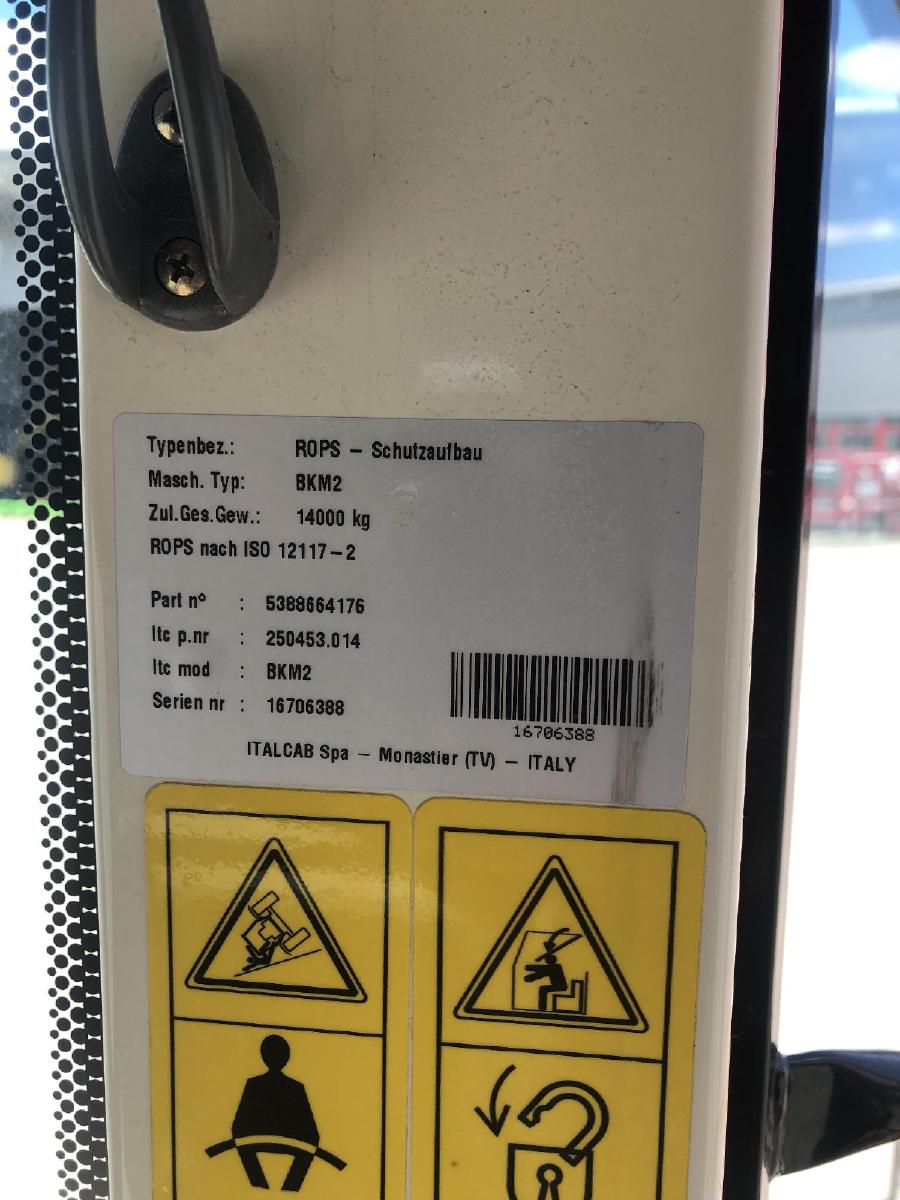 Typenbez.: ROPS – Schutzaufbau
Masch. Typ: BKM2
Zul.Ges.Gew.: 14000 kg
ROPS nach ISO 12117–2
Part nº : 5388664176
Itc p.nr : 250453.014
Itc mod : BKM2
Serien nr : 16706388
16706388
ITALCAB Spa – Monastier (TV) – ITALY